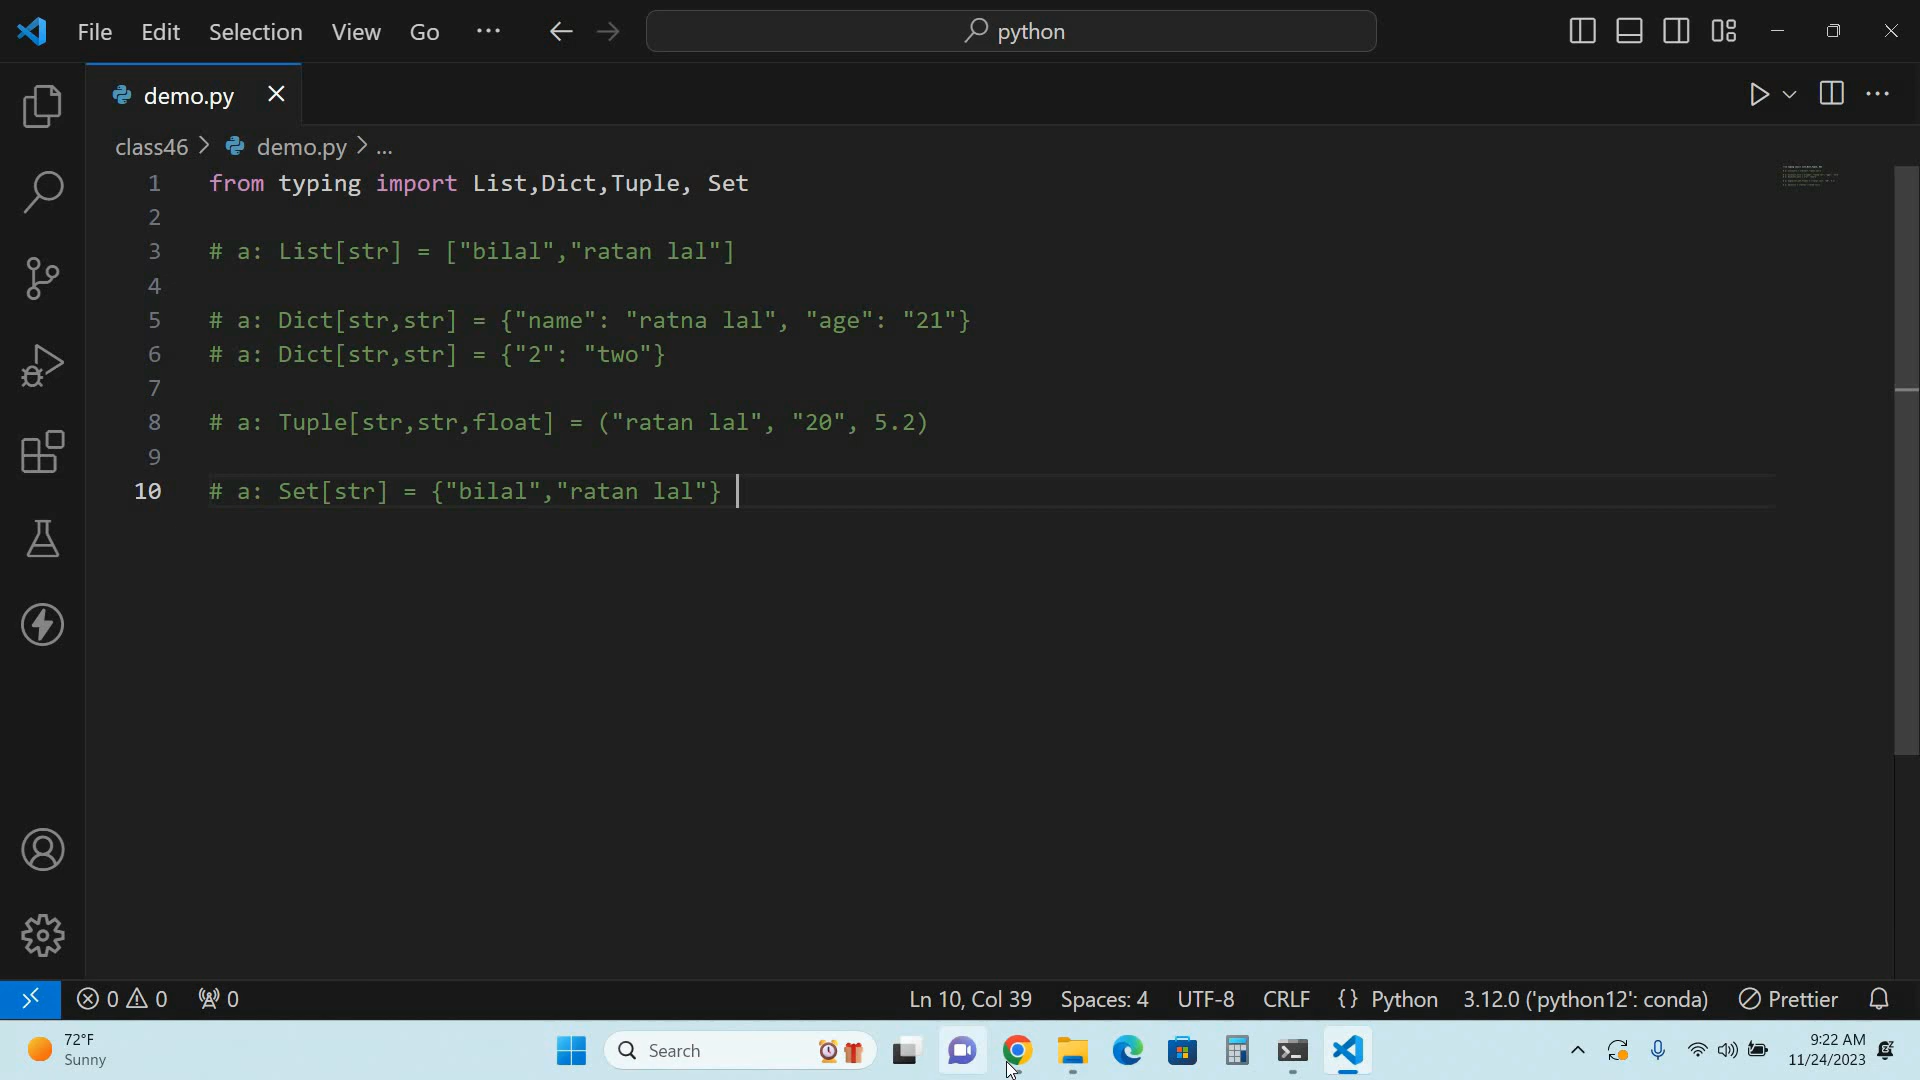 File Edit Selection View Go ··· python
demo.py
class46 > demo.py > ...
1 from typing import List,Dict,Tuple, Set
2
3 # a: List[str] = ["bilal","ratan lal"]
4
5 # a: Dict[str,str] = {"name": "ratna lal", "age": "21"}
6 # a: Dict[str,str] = {"2": "two"}
7
8 # a: Tuple[str,str,float] = ("ratan lal", "20", 5.2)
9
10 # a: Set[str] = {"bilal","ratan lal"}
0 0 0 Ln 10, Col 39 Spaces: 4 UTF-8 CRLF {} Python 3.12.0 ('python12': conda) Prettier
72°F
Sunny
Search
9:22 AM
11/24/2023